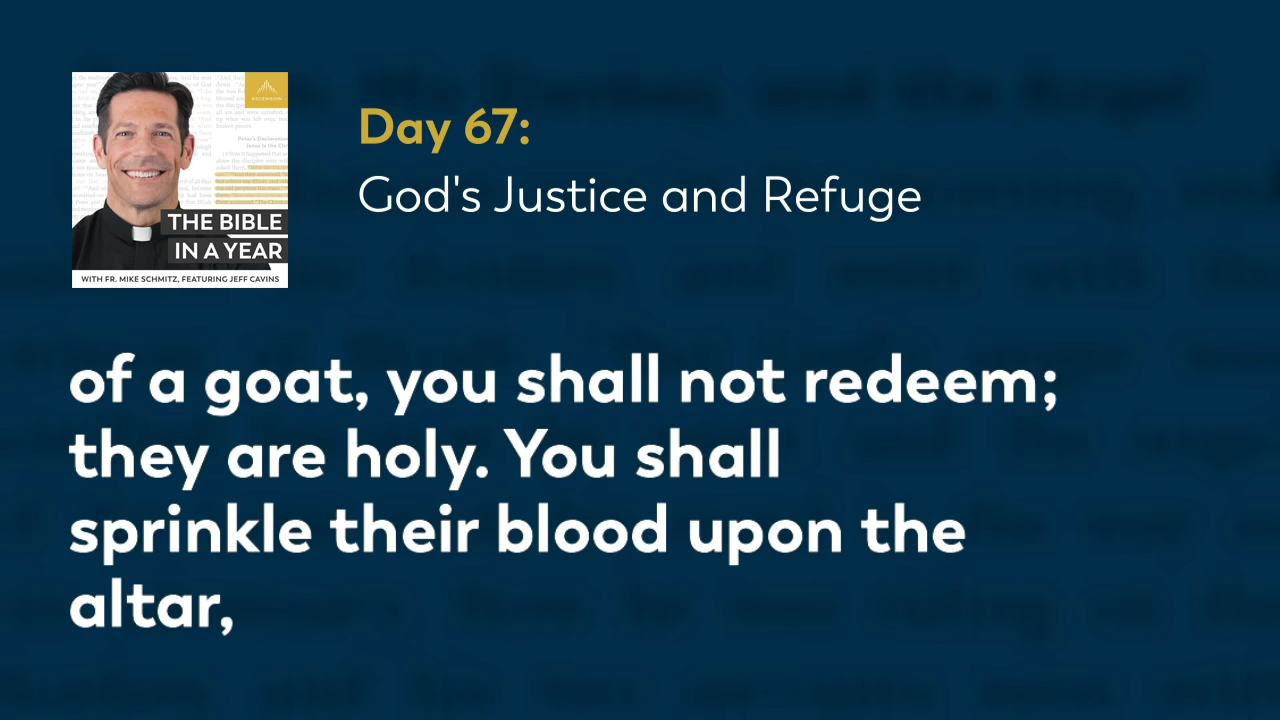 THE BIBLE
IN A YEAR
WITH FR. MIKE SCHMITZ, FEATURING JEFF CAVINS
Day 67:
God's Justice and Refuge
of a goat, you shall not redeem;
they are holy. You shall
sprinkle their blood upon the
altar,